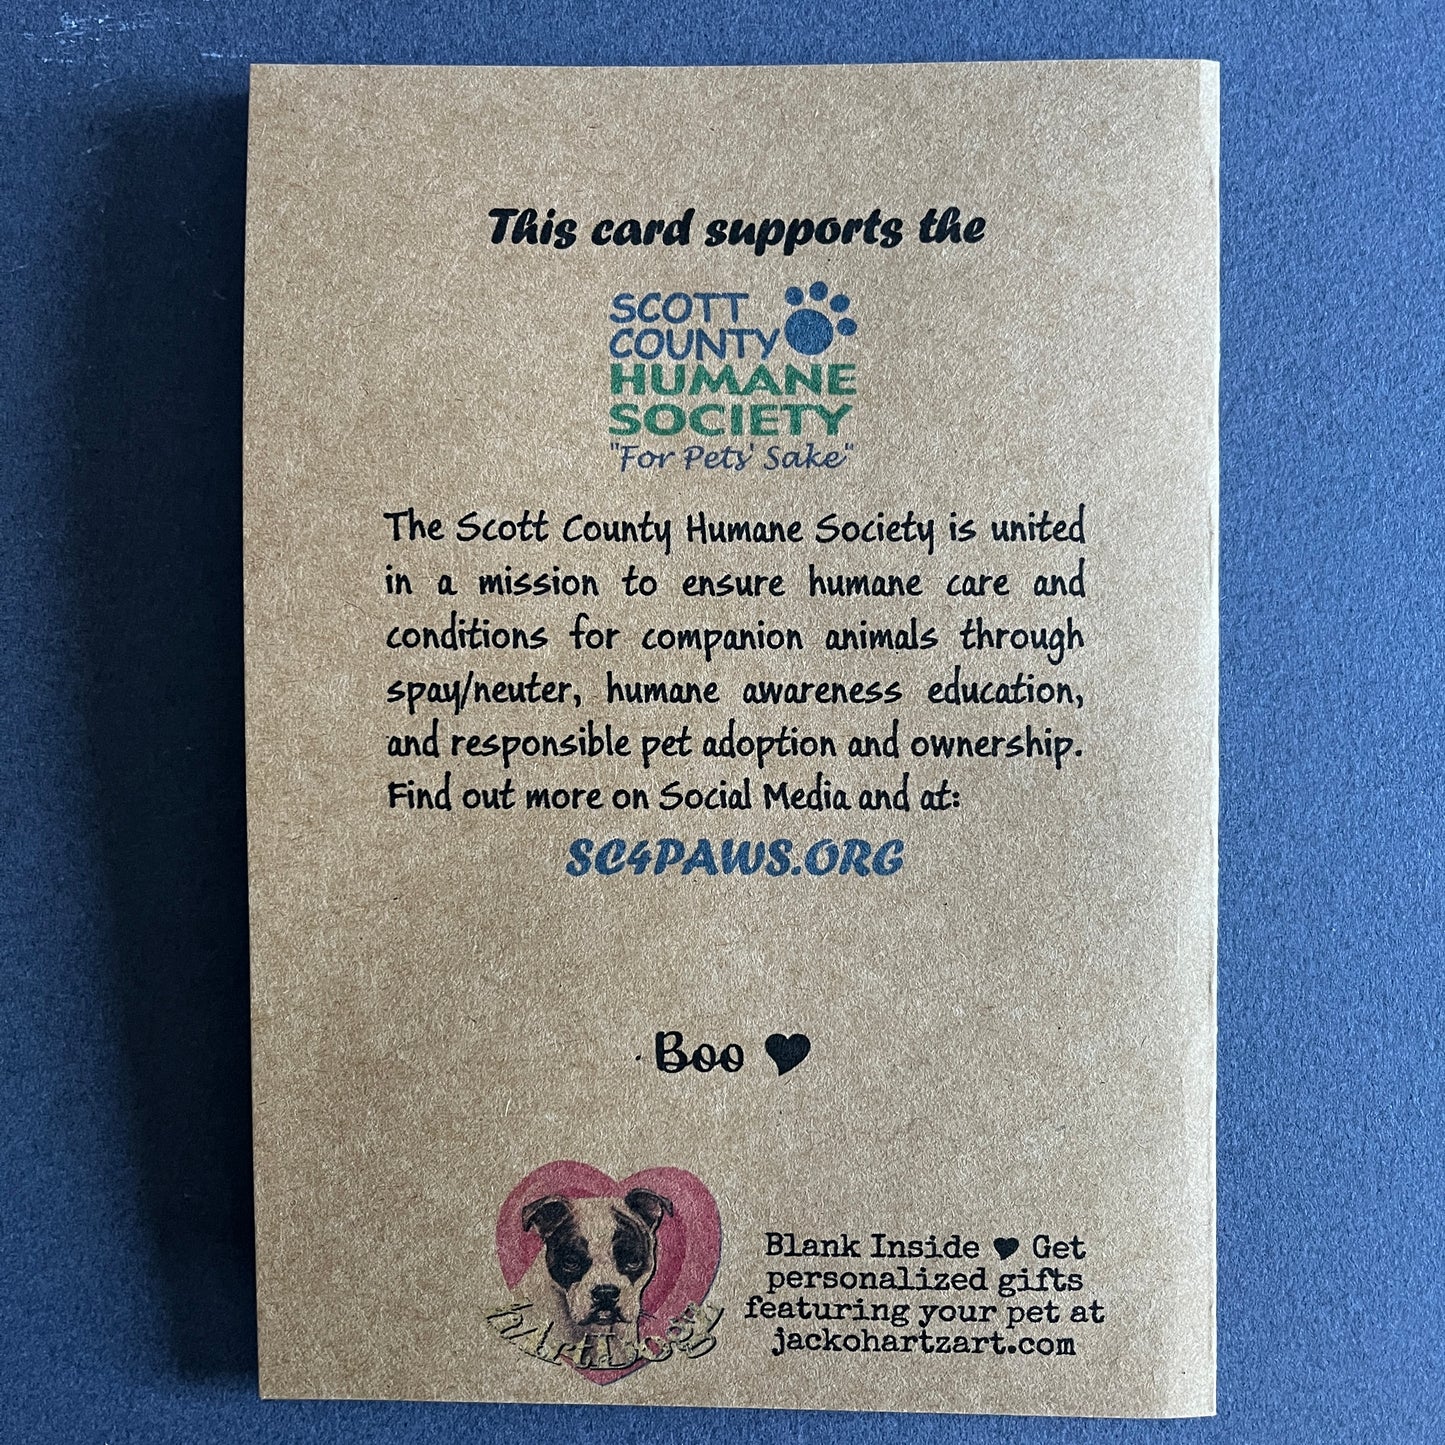 This card supports the
SCOTT
COUNTY
HUMANE
SOCIETY
"For Pets' Sake"
The Scott County Humane Society is united
in a mission to ensure humane care and
conditions for companion animals through
spay/neuter, humane awareness education,
and responsible pet adoption and ownership.
Find out more on Social Media and at:
SC4PAWS.ORG
Boo ♥
hArtDog
Blank Inside ♥ Get
personalized gifts
featuring your pet at
jackohartzart.com